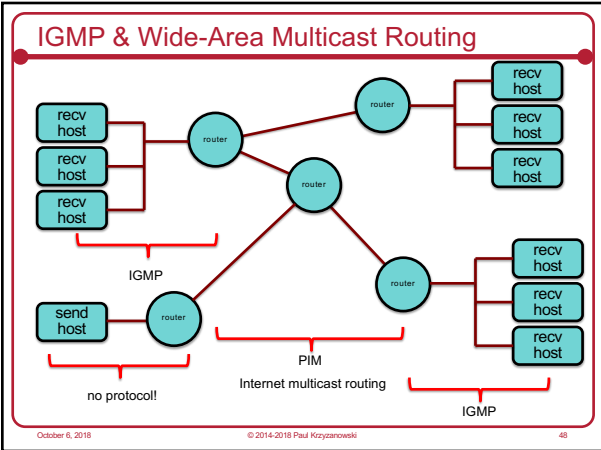 IGMP & Wide-Area Multicast Routing
recv
host
recv
host
recv
host
router
router
router
recv
host
recv
host
recv
host
IGMP
send
host
router
router
recv
host
recv
host
recv
host
no protocol!
PIM
Internet multicast routing
IGMP
October 6, 2018
© 2014-2018 Paul Krzyzanowski
48